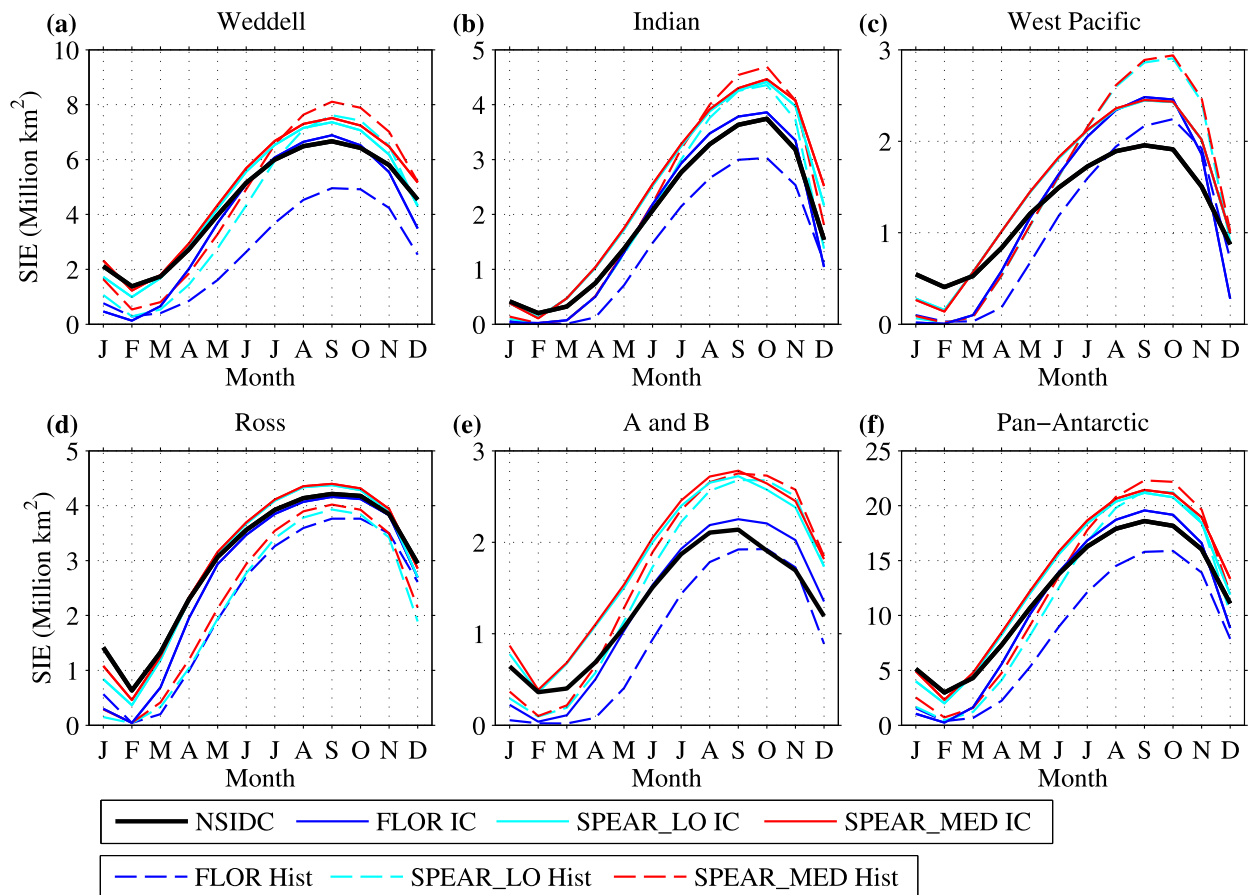 (a) Weddell
(b) Indian
(c) West Pacific
SIE (Million km²)
10
8
6
4
2
0
J F M A M J J A S O N D
Month
5
4
3
2
1
0
J F M A M J J A S O N D
Month
3
2
1
0
J F M A M J J A S O N D
Month
(d) Ross
(e) A and B
(f) Pan−Antarctic
SIE (Million km²)
5
4
3
2
1
0
J F M A M J J A S O N D
Month
3
2
1
0
J F M A M J J A S O N D
Month
25
20
15
10
5
0
J F M A M J J A S O N D
Month
NSIDC FLOR IC SPEAR_LO IC SPEAR_MED IC
FLOR Hist SPEAR_LO Hist SPEAR_MED Hist